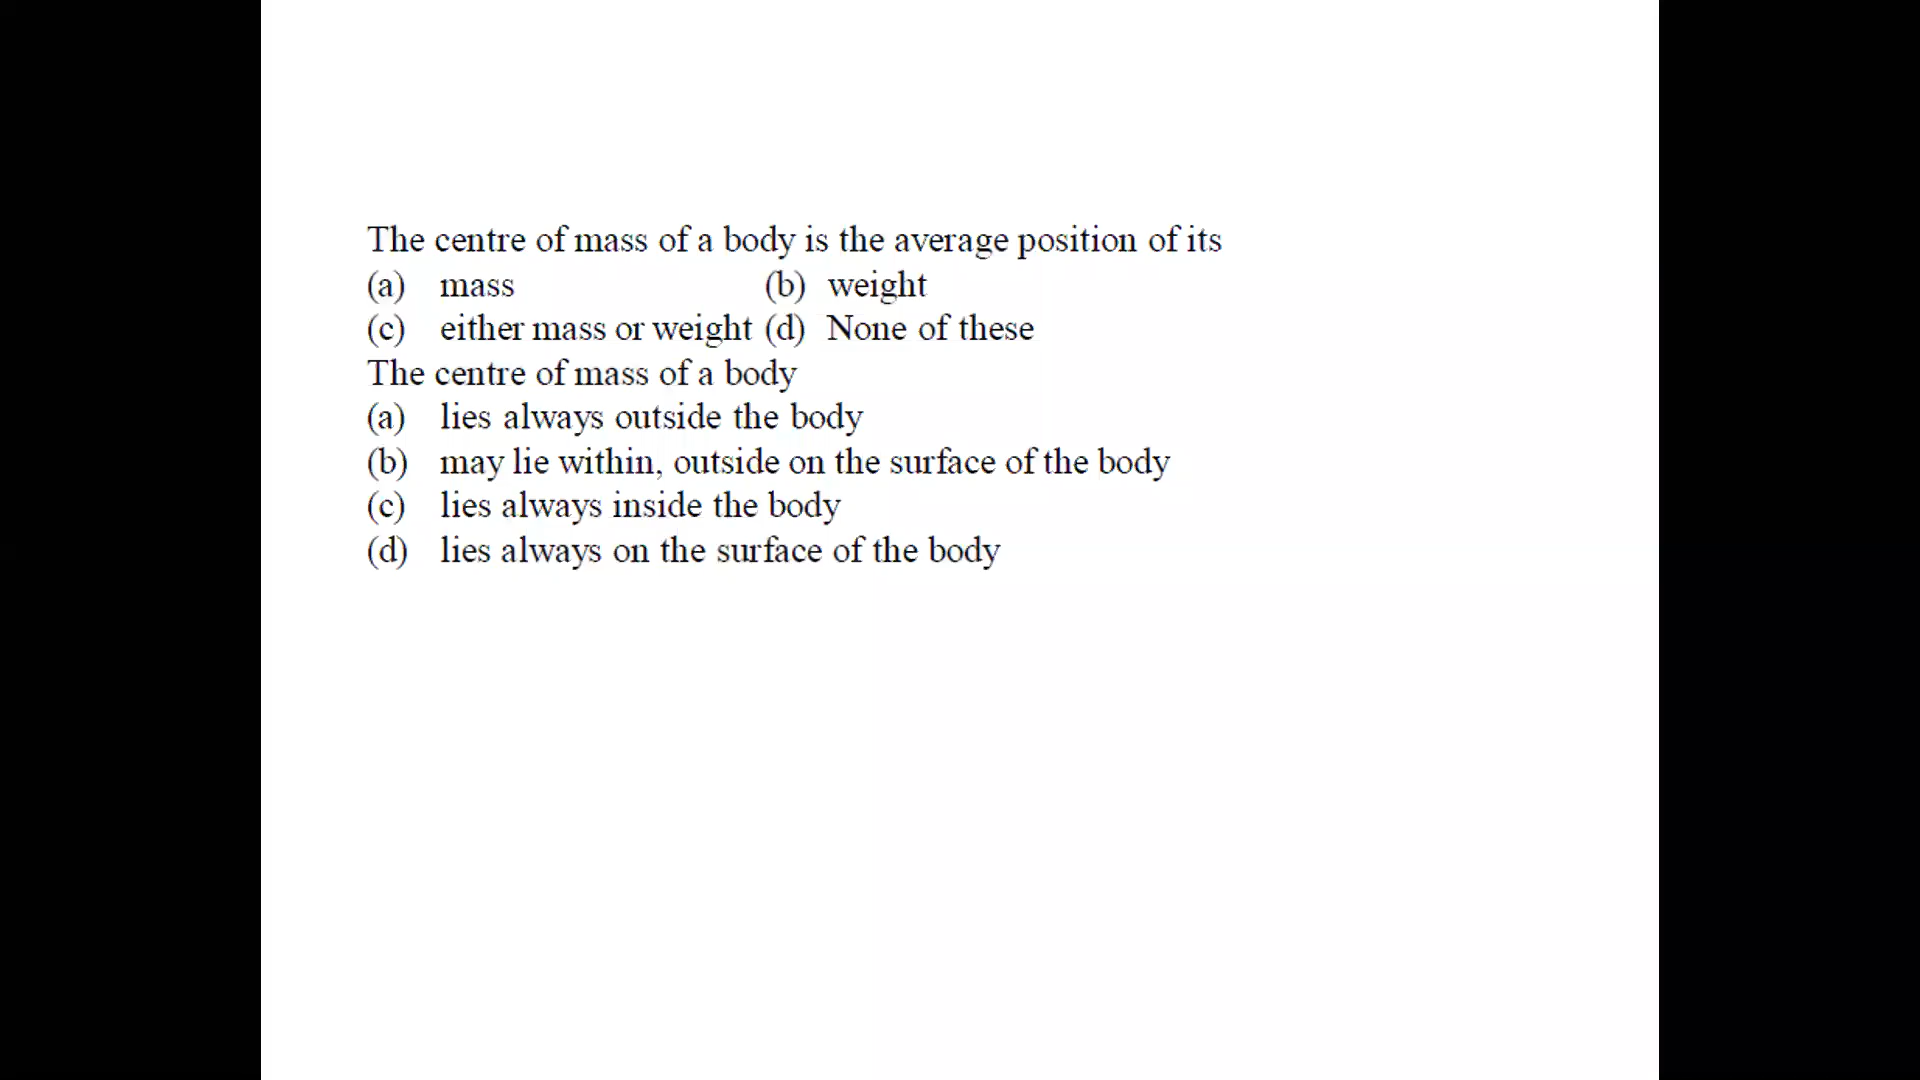 The centre of mass of a body is the average position of its
(a) mass (b) weight
(c) either mass or weight (d) None of these
The centre of mass of a body
(a) lies always outside the body
(b) may lie within, outside on the surface of the body
(c) lies always inside the body
(d) lies always on the surface of the body